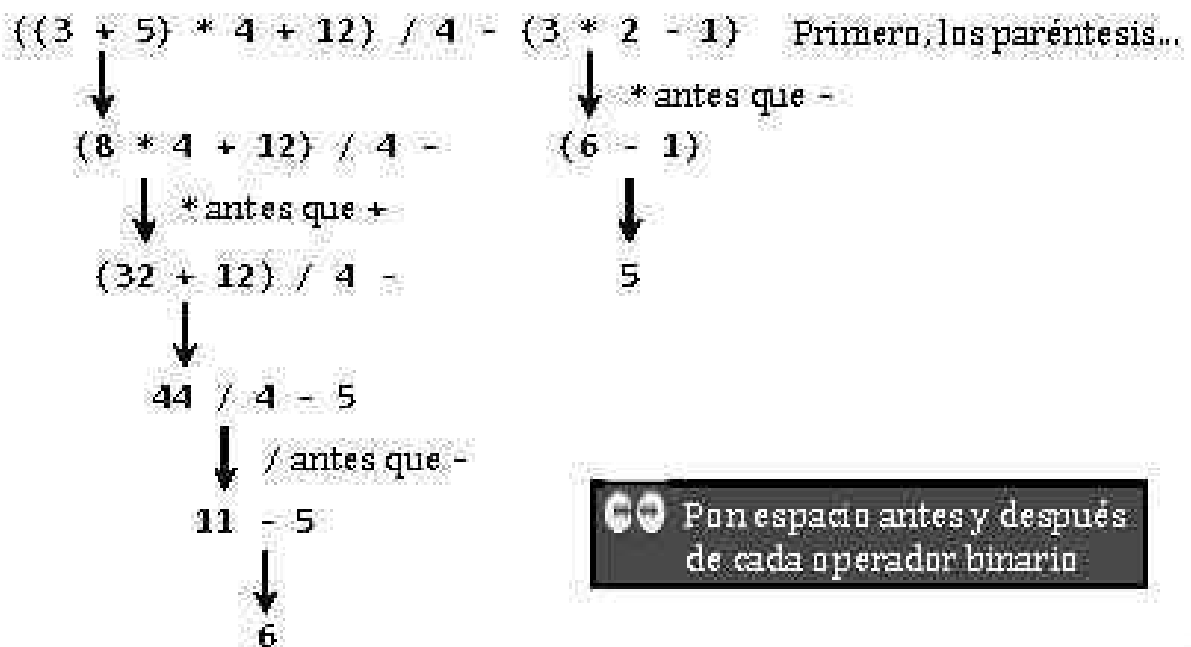 ((3 + 5) * 4 + 12) / 4 - (3 * 2 - 1) Primero, los paréntesis...
* antes que -
(8 * 4 + 12) / 4 - (6 - 1)
* antes que +
(32 + 12) / 4 - 5
44 / 4 - 5
/ antes que -
11 - 5
6
Pon espacio antes y después
de cada operador binario